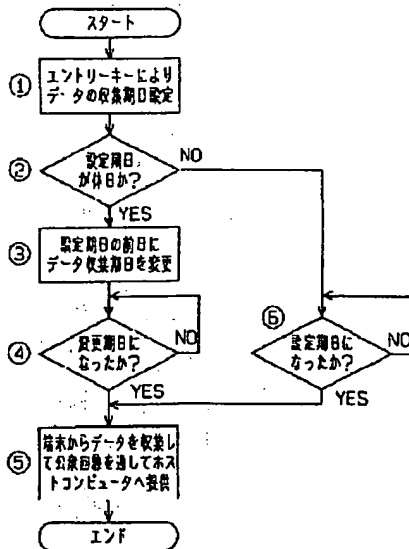 スタート
①
エントリーキーにより
データの収集期日設定
②
設定期日
が休日か?
NO
YES
③
設定期日の前日に
データ収集期日を変更
④
変更期日に
なったか?
NO
YES
⑥
設定期日に
なったか?
NO
YES
⑤
端末からデータを収集し
て公衆回線を通してホス
トコンピュータへ提供
エンド